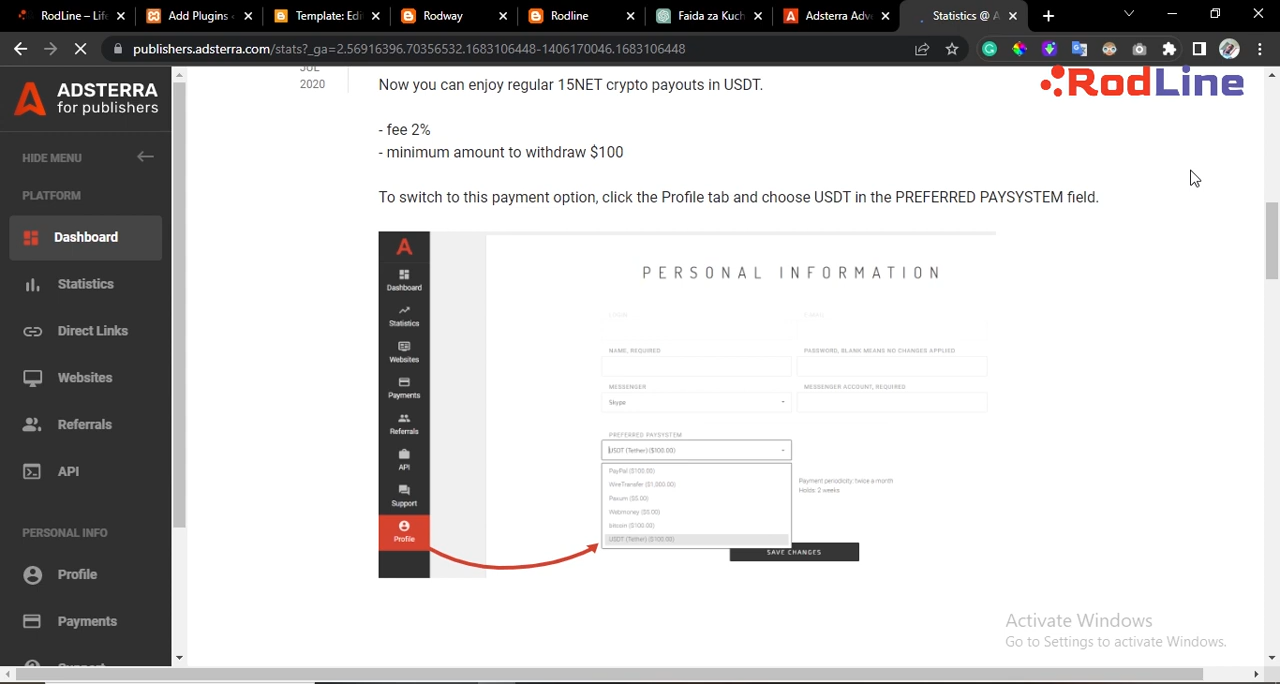 RodLine – Life
Add Plugins
Template: Edi
Rodway
Rodline
Faida za Kuch
Adsterra Adv
Statistics @ A
publishers.adsterra.com/stats?_ga=2.56916396.70356532.1683106448-1406170046.1683106448
ADSTERRA
for publishers
HIDE MENU
PLATFORM
Dashboard
Statistics
Direct Links
Websites
Referrals
API
PERSONAL INFO
Profile
Payments
Support
JUL
2020
RodLine
Now you can enjoy regular 15NET crypto payouts in USDT.
- fee 2%
- minimum amount to withdraw $100
To switch to this payment option, click the Profile tab and choose USDT in the PREFERRED PAYSYSTEM field.
Dashboard
Statistics
Websites
Payments
Referrals
API
Support
Profile
PERSONAL INFORMATION
LOGIN
E-MAIL
NAME, REQUIRED
PASSWORD, BLANK MEANS NO CHANGES APPLIED
MESSENGER
MESSENGER ACCOUNT, REQUIRED
Skype
PREFERRED PAYSYSTEM
USDT (Tether) ($100.00)
PayPal ($100.00)
WireTransfer ($1,000.00)
Paxum ($5.00)
Webmoney ($5.00)
bitcoin ($100.00)
USDT (Tether) ($100.00)
Payment periodicity: twice a month
Holds: 2 weeks
SAVE CHANGES
Activate Windows
Go to Settings to activate Windows.